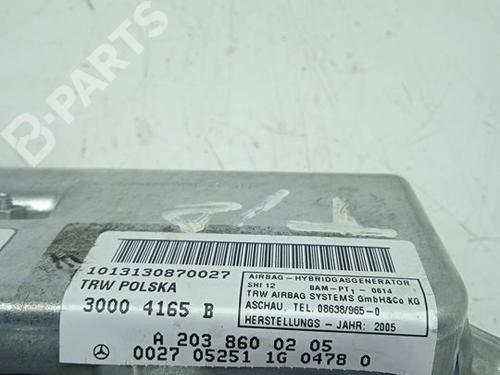 B-PARTS
1013130870027
TRW POLSKA
3000 4165 B
AIRBAG-HYBRIDGASGENERATOR
SHI 12 BAM-PT1 - 0614
TRW AIRBAG SYSTEMS GmbH&Co KG
ASCHAU, TEL. 08638/965-0
HERSTELLUNGS - JAHR: 2005
A 203 860 02 05
0027 05251 1G 0478 0